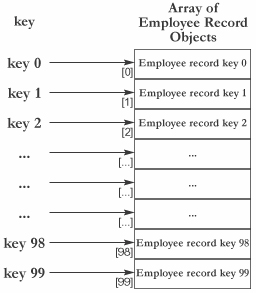 Array of
Employee Record
Objects
key
key 0
[0]
Employee record key 0
key 1
[1]
Employee record key 1
key 2
[2]
Employee record key 2
...
[...]
...
...
[...]
...
...
[...]
...
key 98
[98]
Employee record key 98
key 99
[99]
Employee record key 99